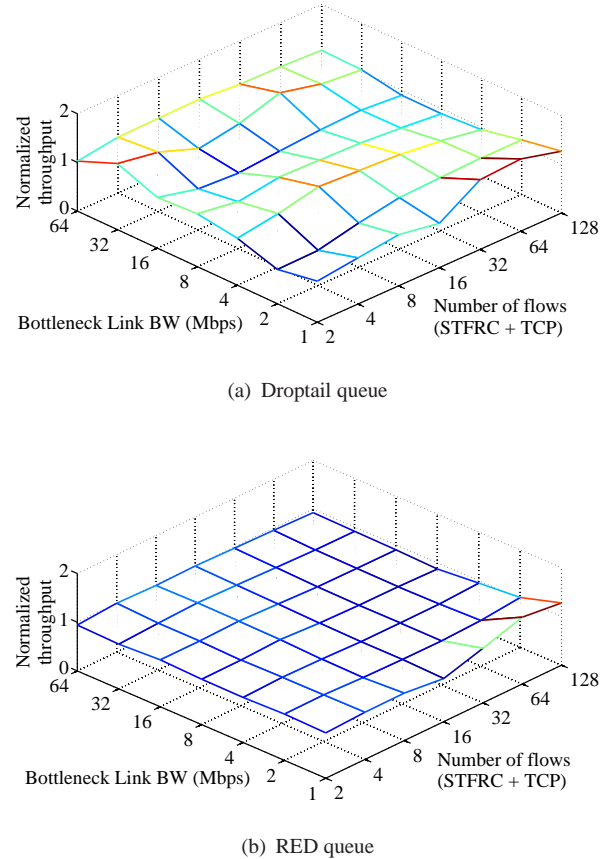 2
1
0
Normalized
throughput
64
32
16
8
4
2
1
Bottleneck Link BW (Mbps)
2
4
8
16
32
64
128
Number of flows
(STFRC + TCP)
(a) Droptail queue
2
1
0
Normalized
throughput
64
32
16
8
4
2
1
Bottleneck Link BW (Mbps)
2
4
8
16
32
64
128
Number of flows
(STFRC + TCP)
(b) RED queue